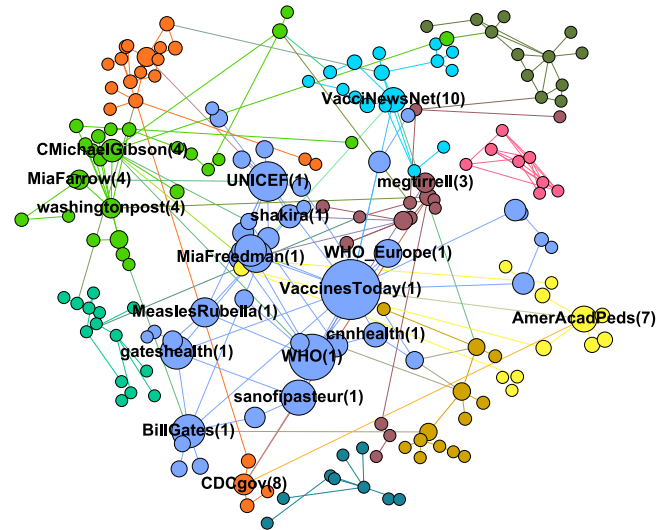 VacciNewsNet(10)
CMichaelGibson(4)
MiaFarrow(4)
UNICEF(1)
megtirrell(3)
washingtonpost(4)
shakira(1)
MiaFreedman(1)
WHO_Europe(1)
VaccinesToday(1)
MeaslesRubella(1)
AmerAcadPeds(7)
cnnhealth(1)
gateshealth(1)
WHO(1)
sanofipasteur(1)
BillGates(1)
CDCgov(8)